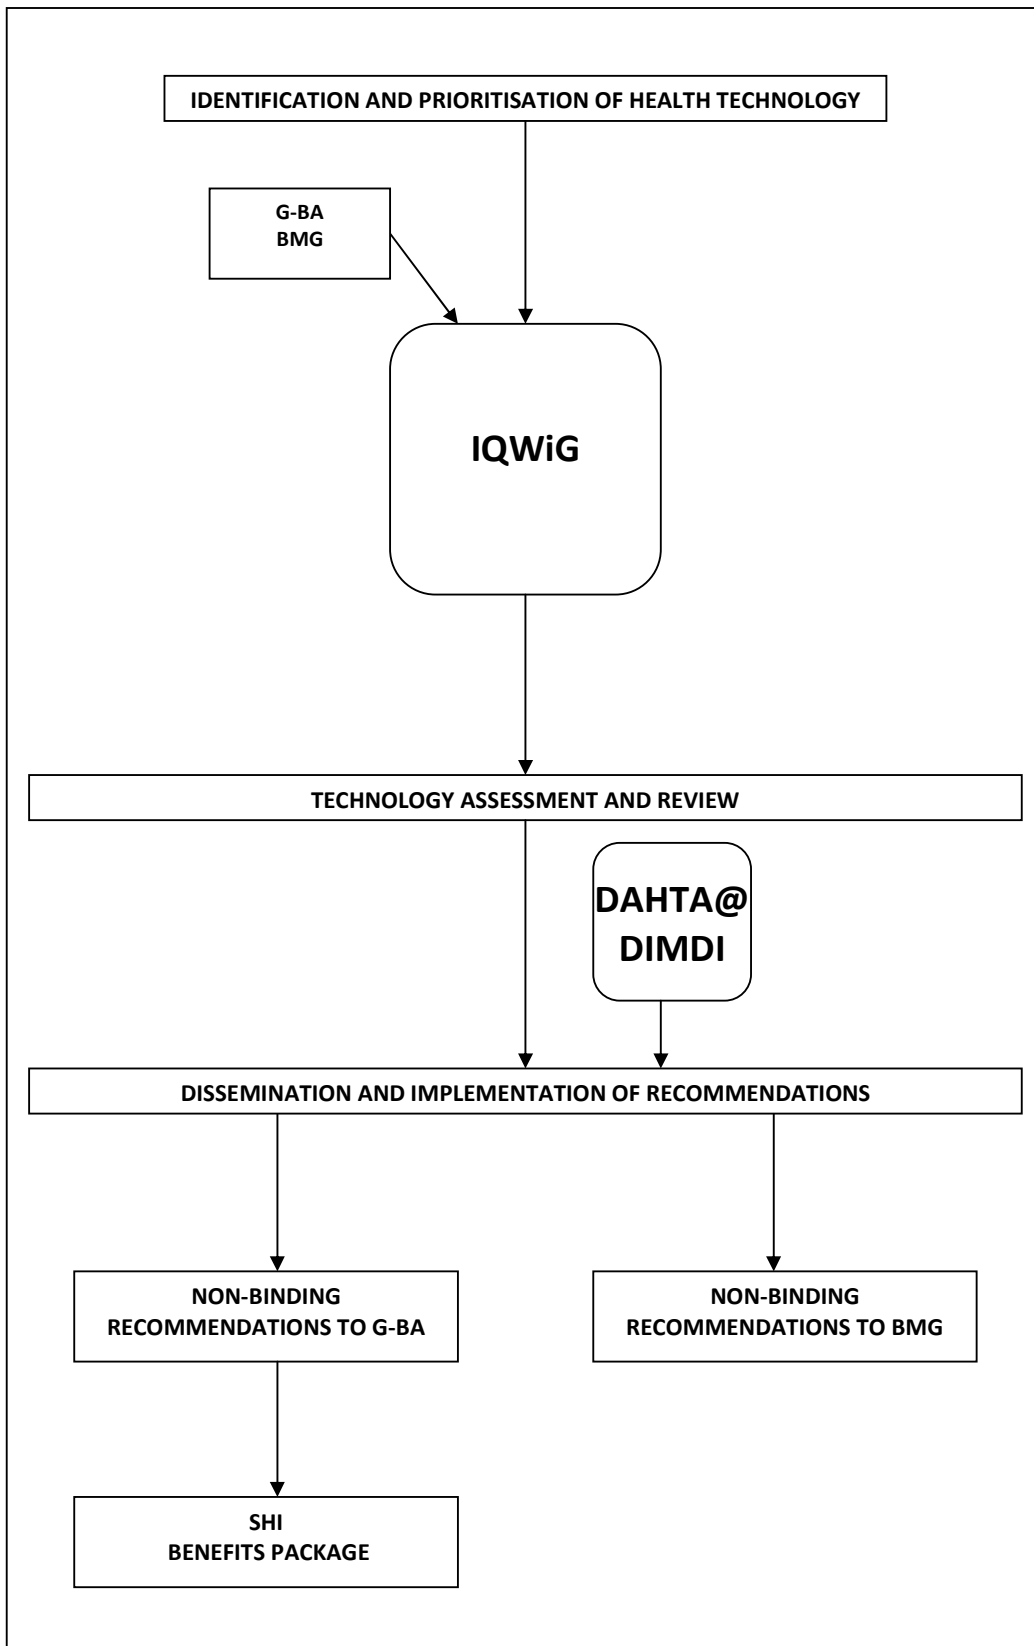 IDENTIFICATION AND PRIORITISATION OF HEALTH TECHNOLOGY
G-BA
BMG
IQWiG
TECHNOLOGY ASSESSMENT AND REVIEW
DAHTA@
DIMDI
DISSEMINATION AND IMPLEMENTATION OF RECOMMENDATIONS
NON-BINDING
RECOMMENDATIONS TO G-BA
NON-BINDING
RECOMMENDATIONS TO BMG
SHI
BENEFITS PACKAGE